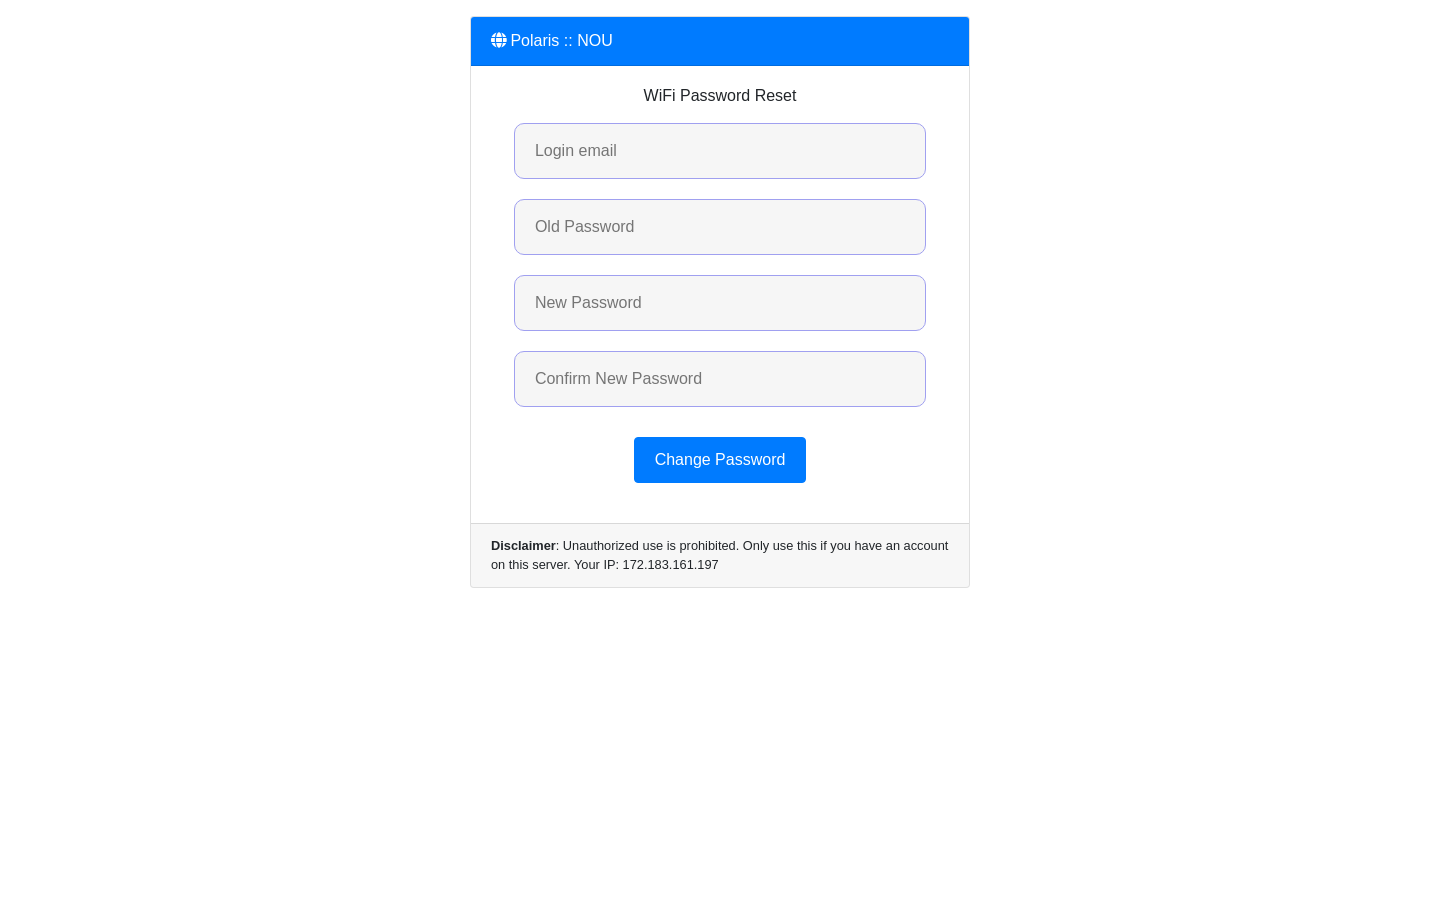 Polaris :: NOU
WiFi Password Reset
Login email
Old Password
New Password
Confirm New Password
Change Password
Disclaimer: Unauthorized use is prohibited. Only use this if you have an account
on this server. Your IP: 172.183.161.197